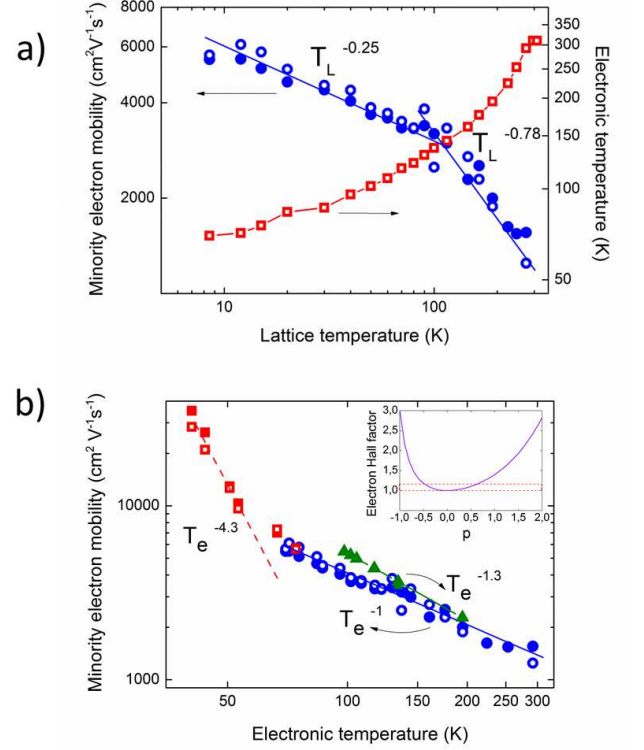 a)
Minority electron mobility (cm²V⁻¹s⁻¹)
8000
6000
4000
2000
T_L^-0.25
T_L^-0.78
350
300
250
200
150
100
50
Electronic temperature (K)
10
100
Lattice temperature (K)
b)
Minority electron mobility (cm² V⁻¹s⁻¹)
10000
1000
T_e^-4.3
T_e^-1.3
T_e^-1
Electron Hall factor
3,0
2,5
2,0
1,5
1,0
-1,0
-0,5
0,0
0,5
1,0
1,5
2,0
p
50
100
150
200
250
300
Electronic temperature (K)